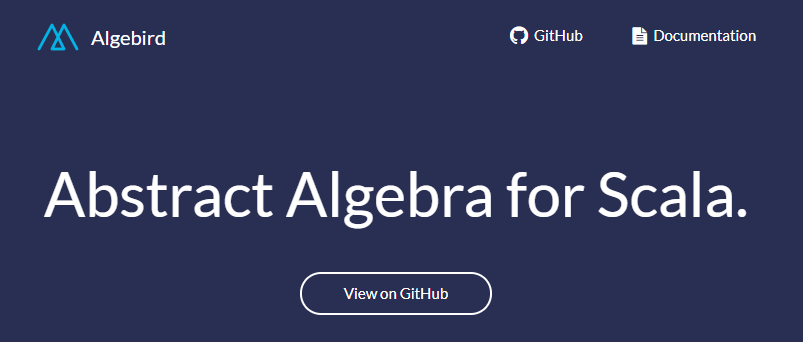 Algebird
GitHub
Documentation
Abstract Algebra for Scala.
View on GitHub